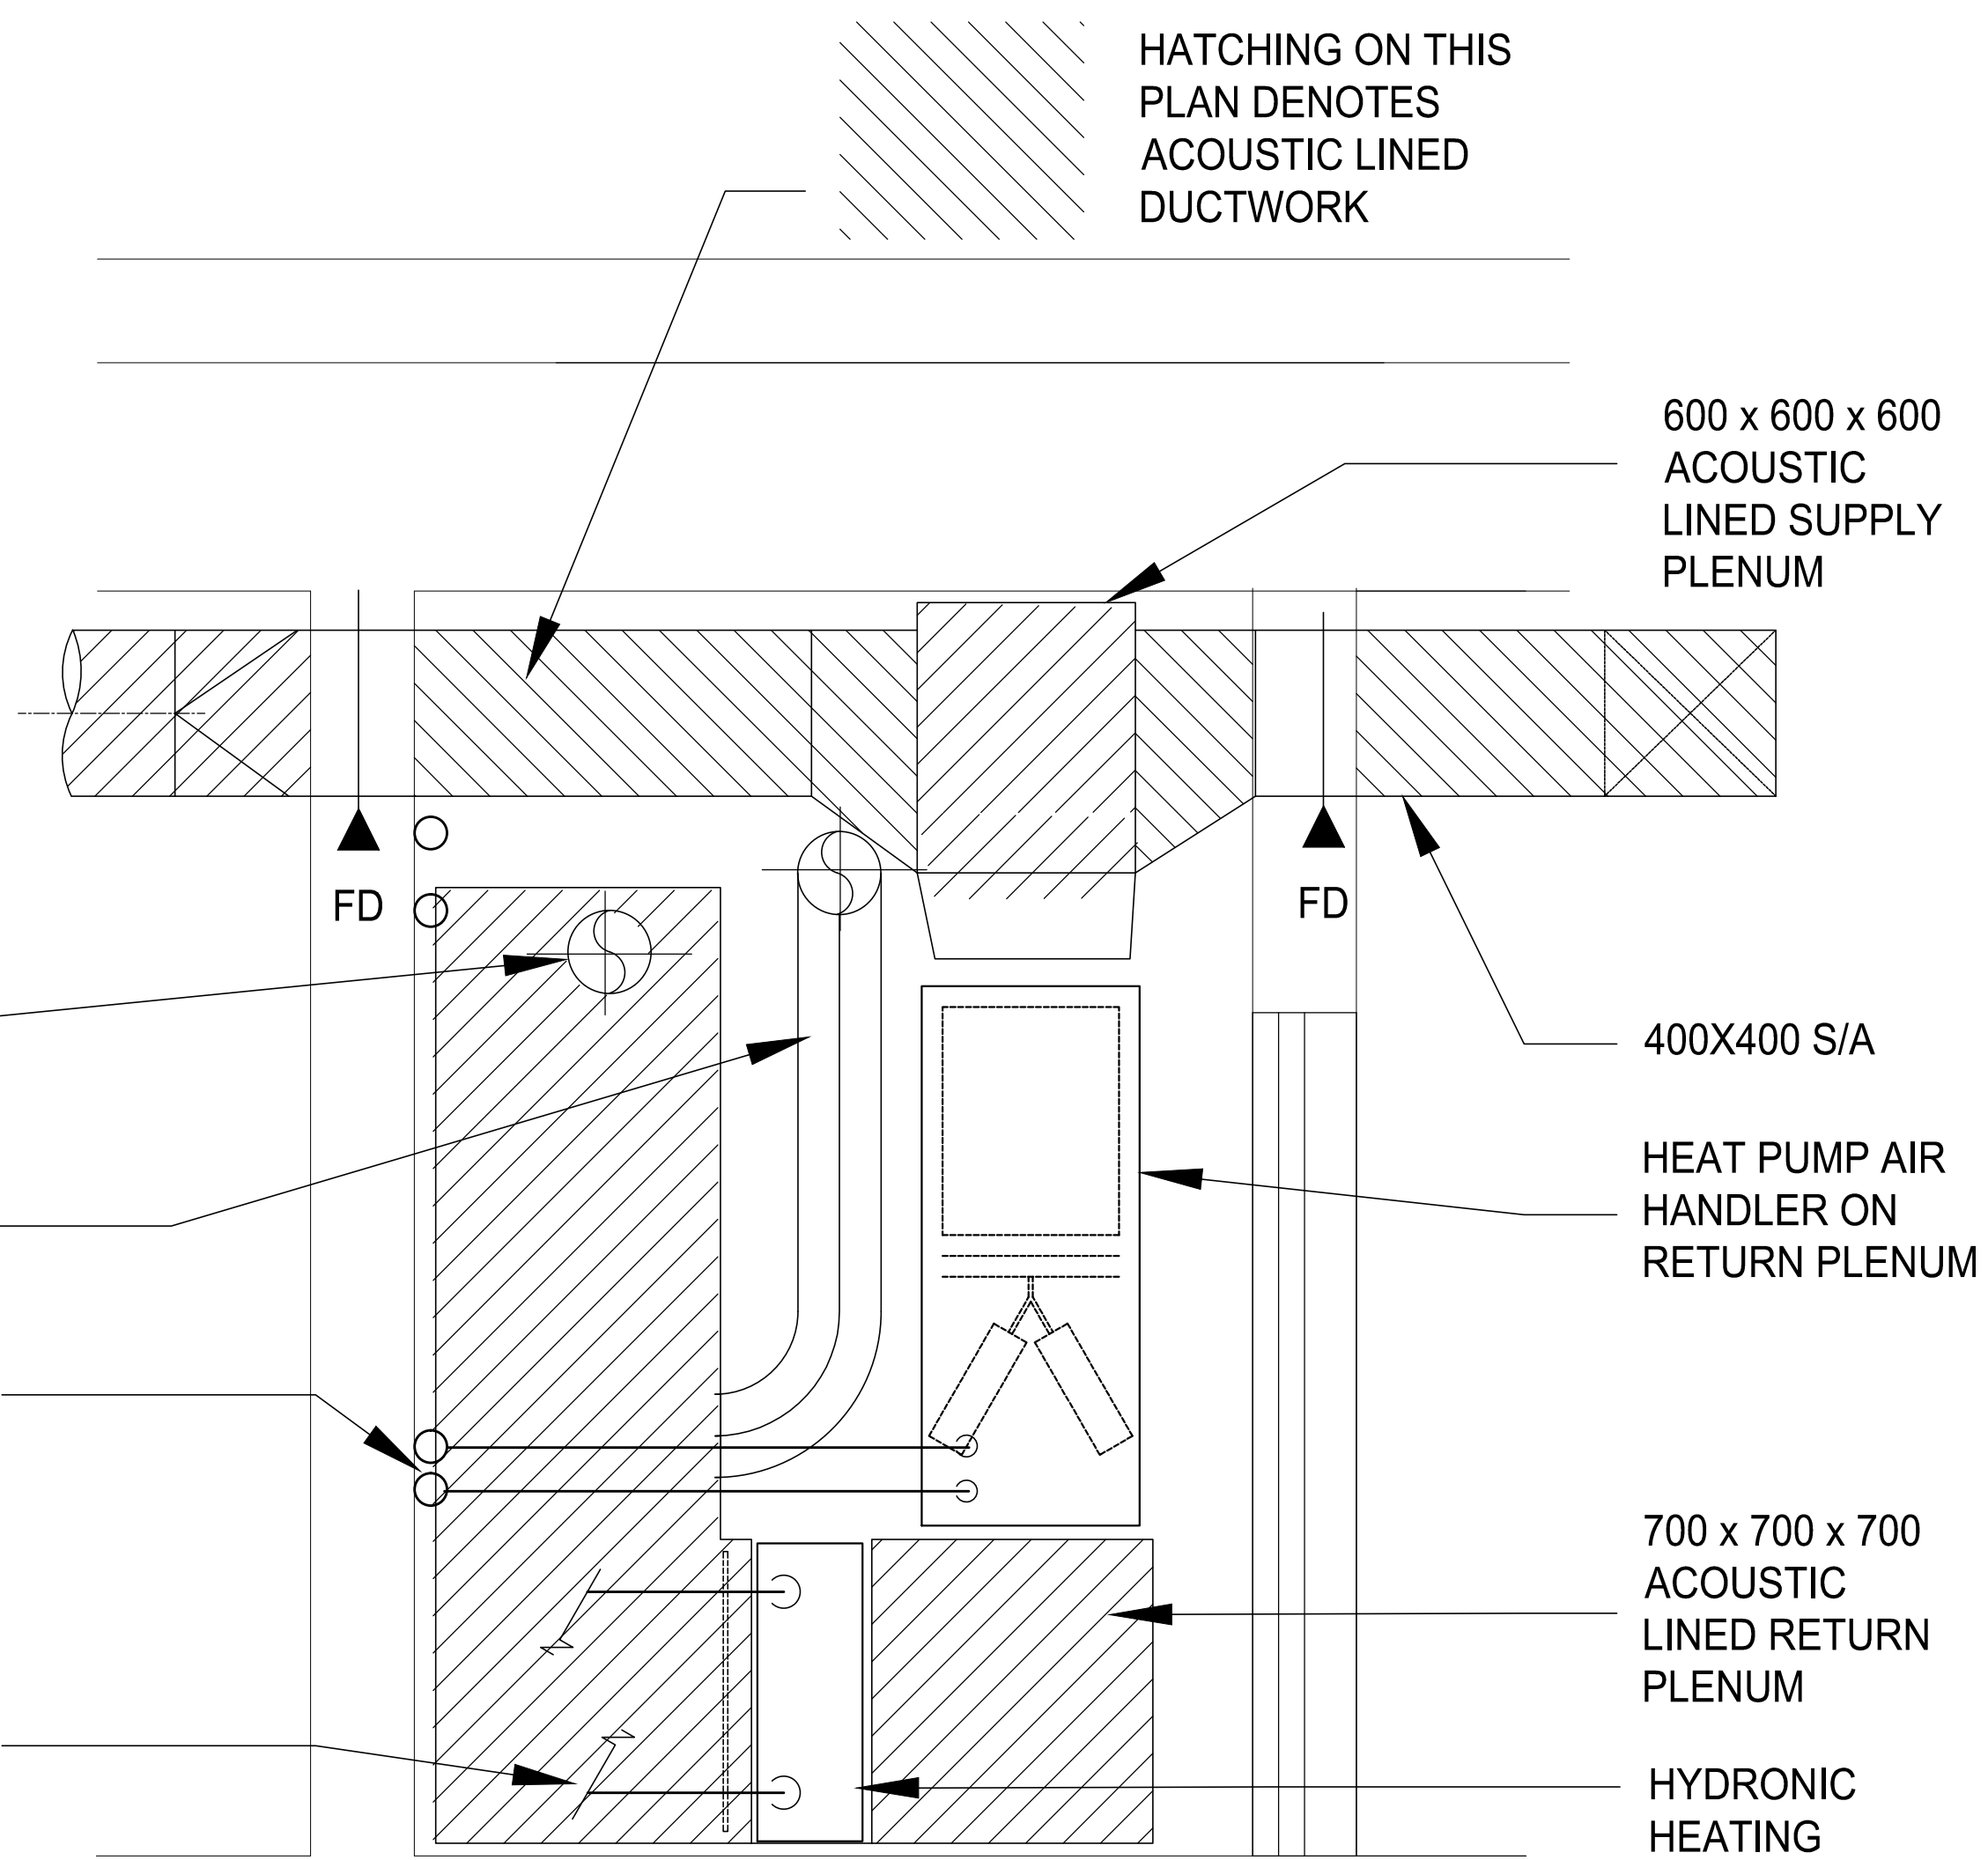 HATCHING ON THIS
PLAN DENOTES
ACOUSTIC LINED
DUCTWORK
600 x 600 x 600
ACOUSTIC
LINED SUPPLY
PLENUM
FD
FD
400X400 S/A
HEAT PUMP AIR
HANDLER ON
RETURN PLENUM
700 x 700 x 700
ACOUSTIC
LINED RETURN
PLENUM
HYDRONIC
HEATING